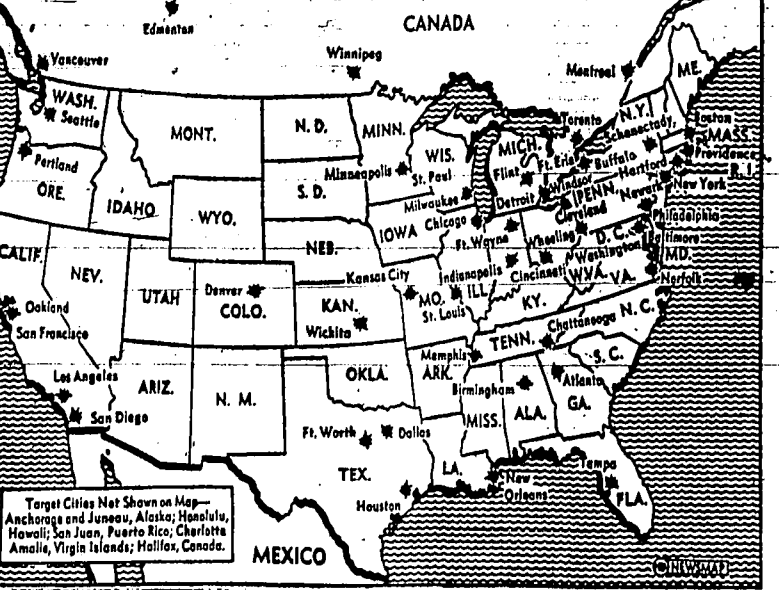 CANADA
Edmonton
Winnipeg
Vancouver
Montreal
ME.
WASH.
Seattle
MONT.
N. D.
MINN.
Toronto
N.Y.
Schenectady
Boston
MASS.
Portland
ORE.
IDAHO
WYO.
S. D.
Minneapolis
St. Paul
WIS.
MICH.
Ft. Erie
Buffalo
Hartford
Providence
R. I.
Flint
Windsor
PENN.
Newark
New York
Milwaukee
Detroit
Cleveland
Philadelphia
CALIF.
NEV.
UTAH
Denver
COLO.
NEB.
IOWA
Chicago
Ft. Wayne
Wheeling
D. C.
Washington
Baltimore
MD.
Kansas City
Indianapolis
Cincinneti
W.VA.
VA.
Norfolk
Oakland
San Francisco
KAN.
Wichita
MO.
St. Louis
ILL.
KY.
Chattanooga
N. C.
TENN.
Los Angeles
San Diego
ARIZ.
N. M.
OKLA.
Memphis
ARK.
Birmingham
Atlanta
S. C.
GA.
MISS.
ALA.
Ft. Worth
Dallas
TEX.
LA.
New
Orleans
Tampa
FLA.
Houston
Target Cities Not Shown on Map—
Anchorage and Juneau, Alaska; Honolulu,
Hawaii; San Juan, Puerto Rico; Charlotte
Amalie, Virgin Islands; Halifax, Canada.
MEXICO
NEWSMAP